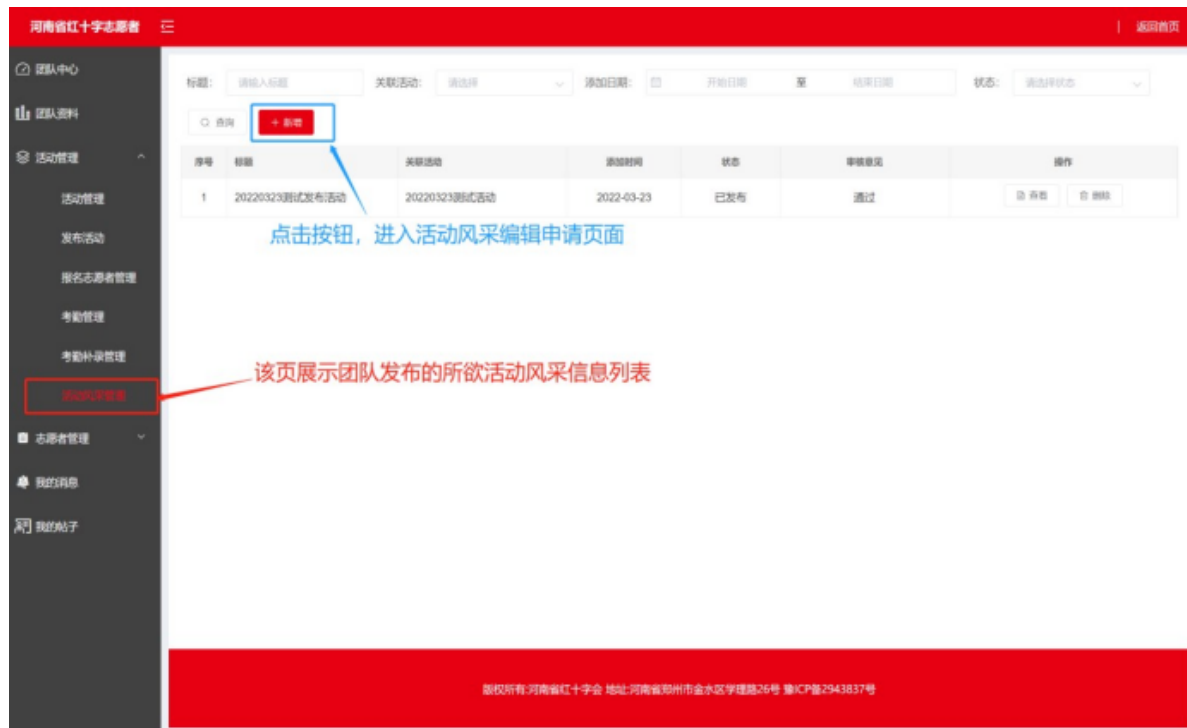 河南省红十字志愿者
返回首页
团队中心
团队资料
活动管理
活动管理
发布活动
报名志愿者管理
考勤管理
考勤补录管理
活动风采管理
志愿者管理
我的消息
我的帖子
标题： 请输入标题 关联活动： 请选择 添加日期： 开始日期 至 结束日期 状态： 请选择状态
查询 + 新增
序号 标题 关联活动 添加时间 状态 审核意见 操作
1 20220323测试发布活动 20220323测试活动 2022-03-23 已发布 通过 查看 删除
点击按钮，进入活动风采编辑申请页面
该页展示团队发布的所欲活动风采信息列表
版权所有:河南省红十字会 地址:河南省郑州市金水区学理路26号 豫ICP备2943837号